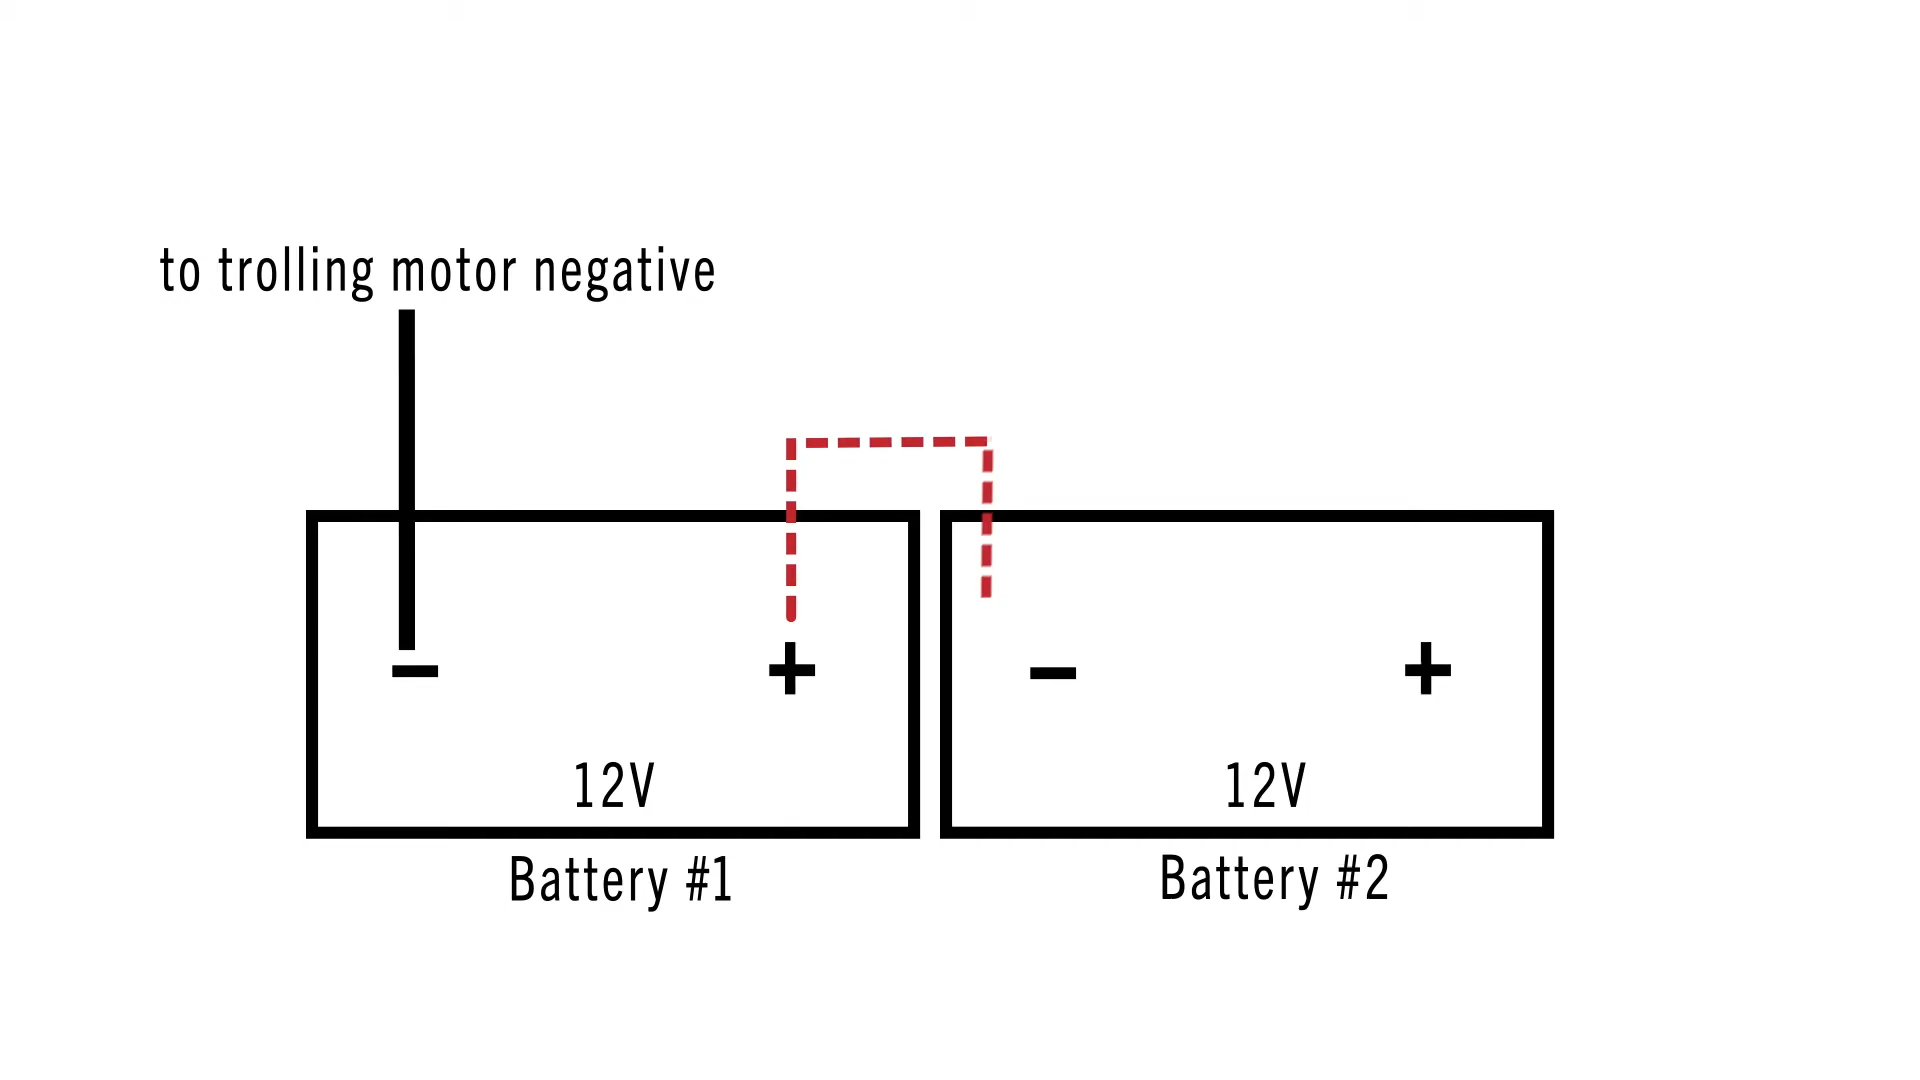 to trolling motor negative
− + − +
12V 12V
Battery #1 Battery #2